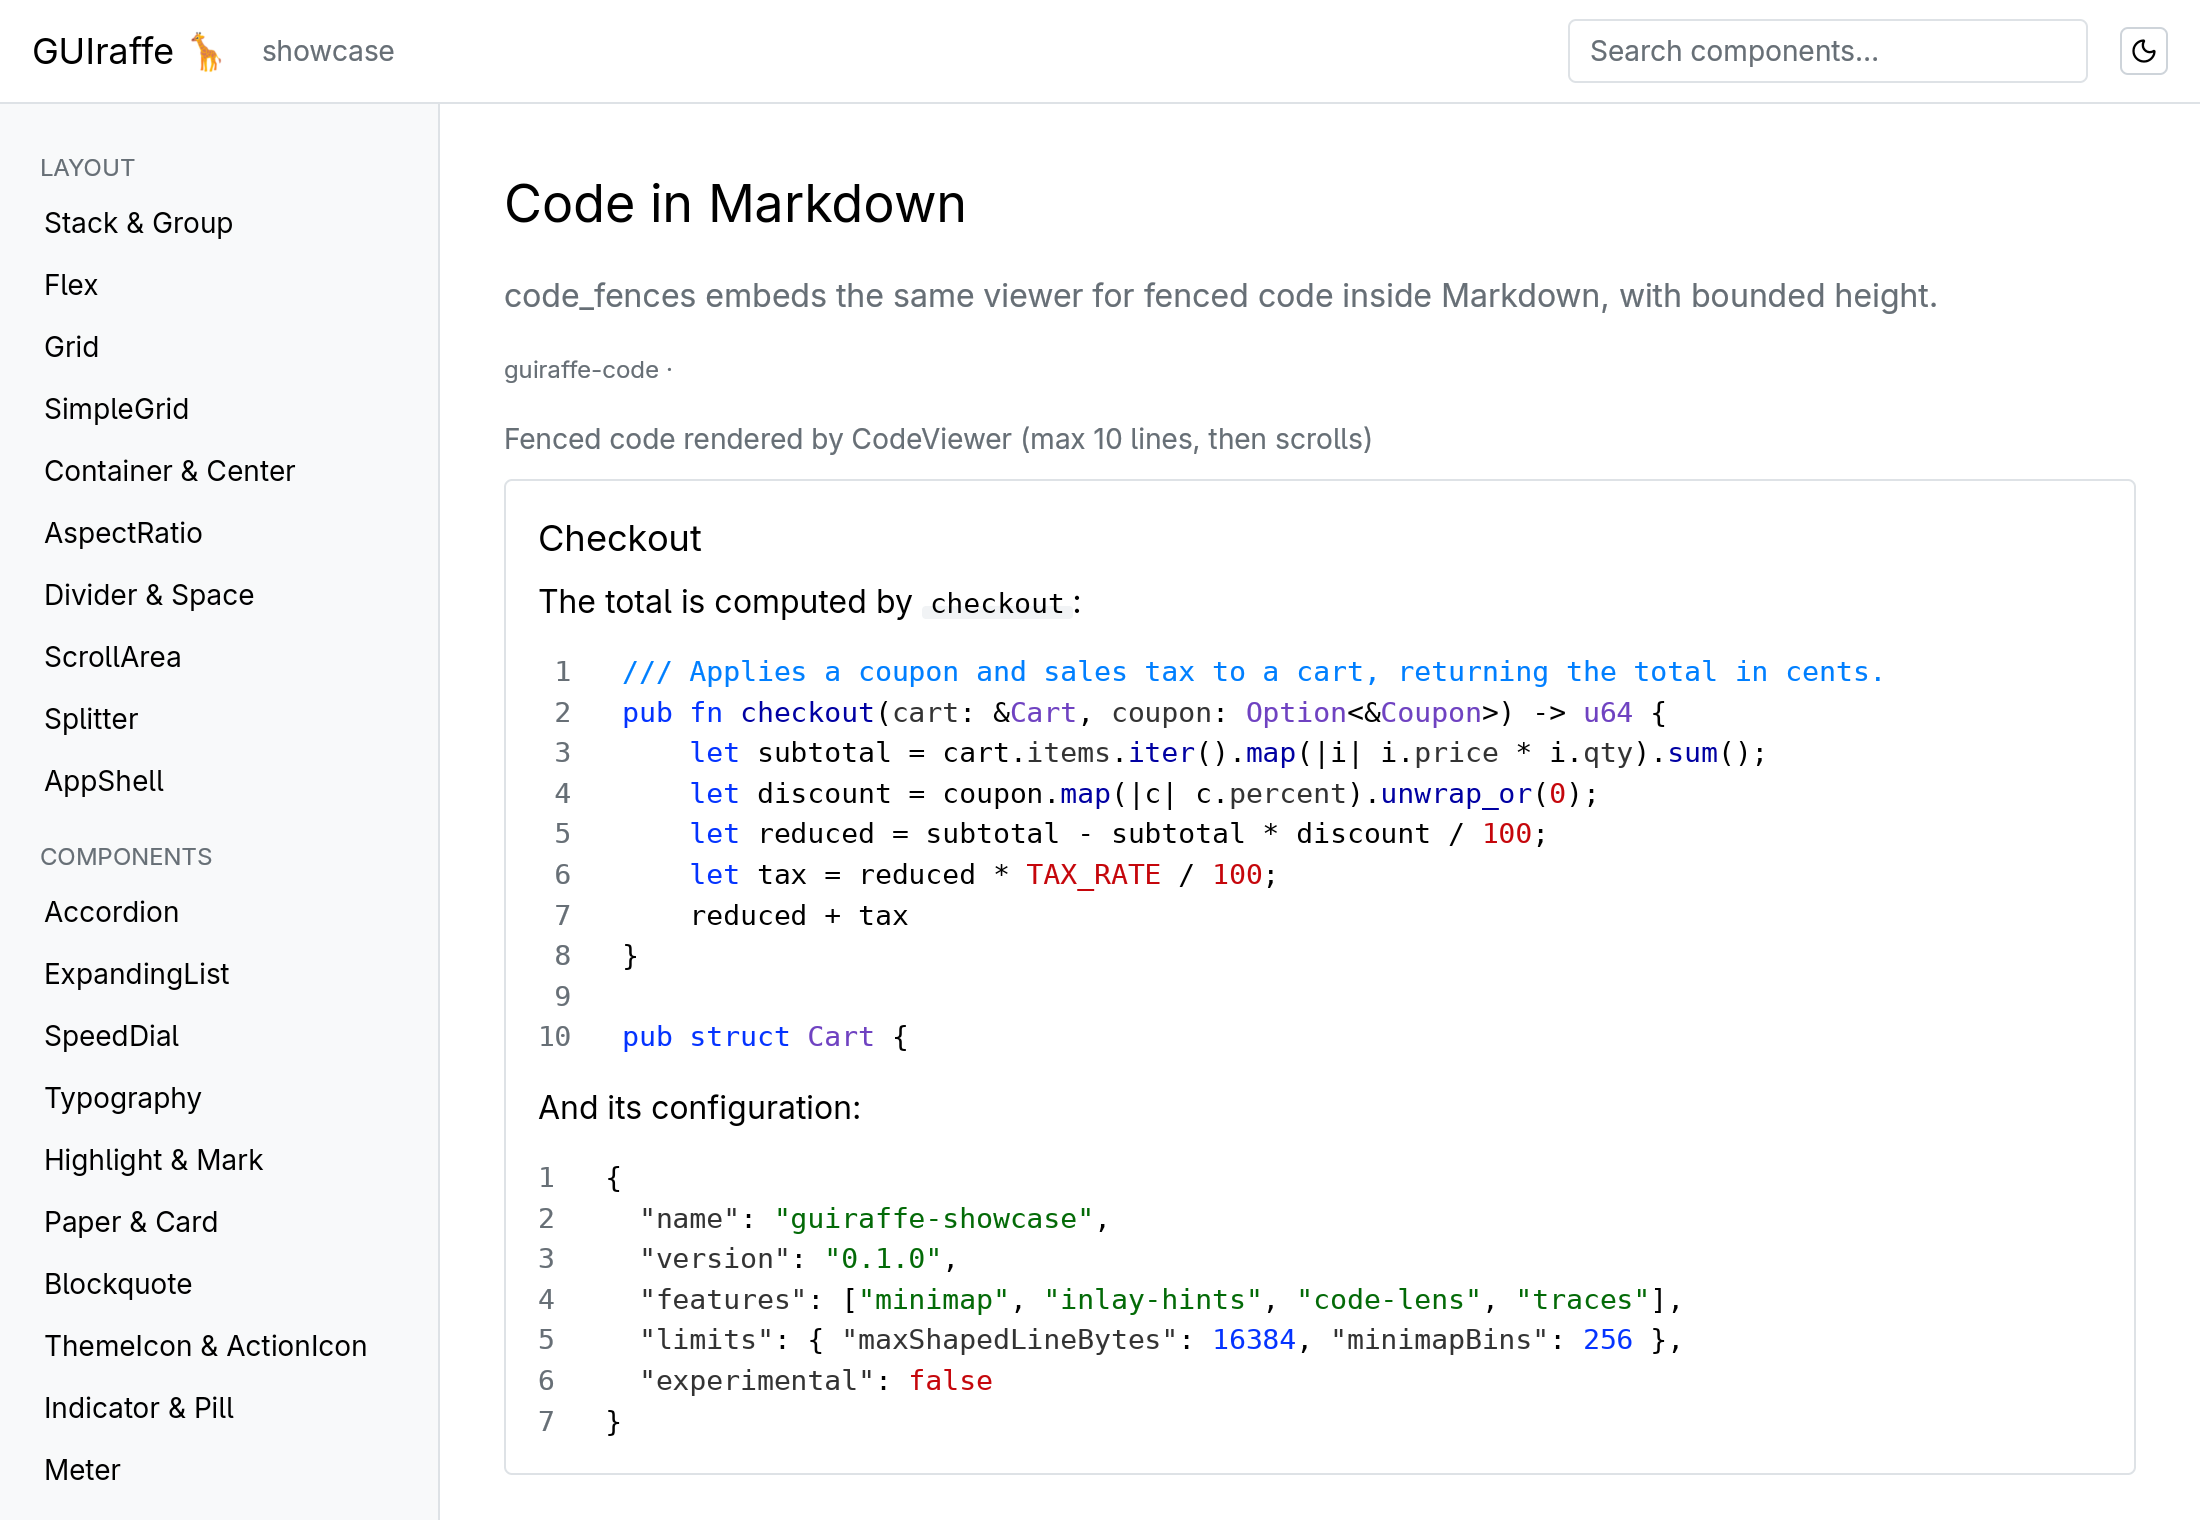 GUIraffe 🦒 showcase
Search components...
LAYOUT
Stack & Group
Flex
Grid
SimpleGrid
Container & Center
AspectRatio
Divider & Space
ScrollArea
Splitter
AppShell
COMPONENTS
Accordion
ExpandingList
SpeedDial
Typography
Highlight & Mark
Paper & Card
Blockquote
ThemeIcon & ActionIcon
Indicator & Pill
Meter
Code in Markdown
code_fences embeds the same viewer for fenced code inside Markdown, with bounded height.
guiraffe-code ·
Fenced code rendered by CodeViewer (max 10 lines, then scrolls)
Checkout
The total is computed by checkout:
1 /// Applies a coupon and sales tax to a cart, returning the total in cents.
2 pub fn checkout(cart: &Cart, coupon: Option<&Coupon>) -> u64 {
3     let subtotal = cart.items.iter().map(|i| i.price * i.qty).sum();
4     let discount = coupon.map(|c| c.percent).unwrap_or(0);
5     let reduced = subtotal - subtotal * discount / 100;
6     let tax = reduced * TAX_RATE / 100;
7     reduced + tax
8 }
9
10 pub struct Cart {
And its configuration:
1 {
2   "name": "guiraffe-showcase",
3   "version": "0.1.0",
4   "features": ["minimap", "inlay-hints", "code-lens", "traces"],
5   "limits": { "maxShapedLineBytes": 16384, "minimapBins": 256 },
6   "experimental": false
7 }